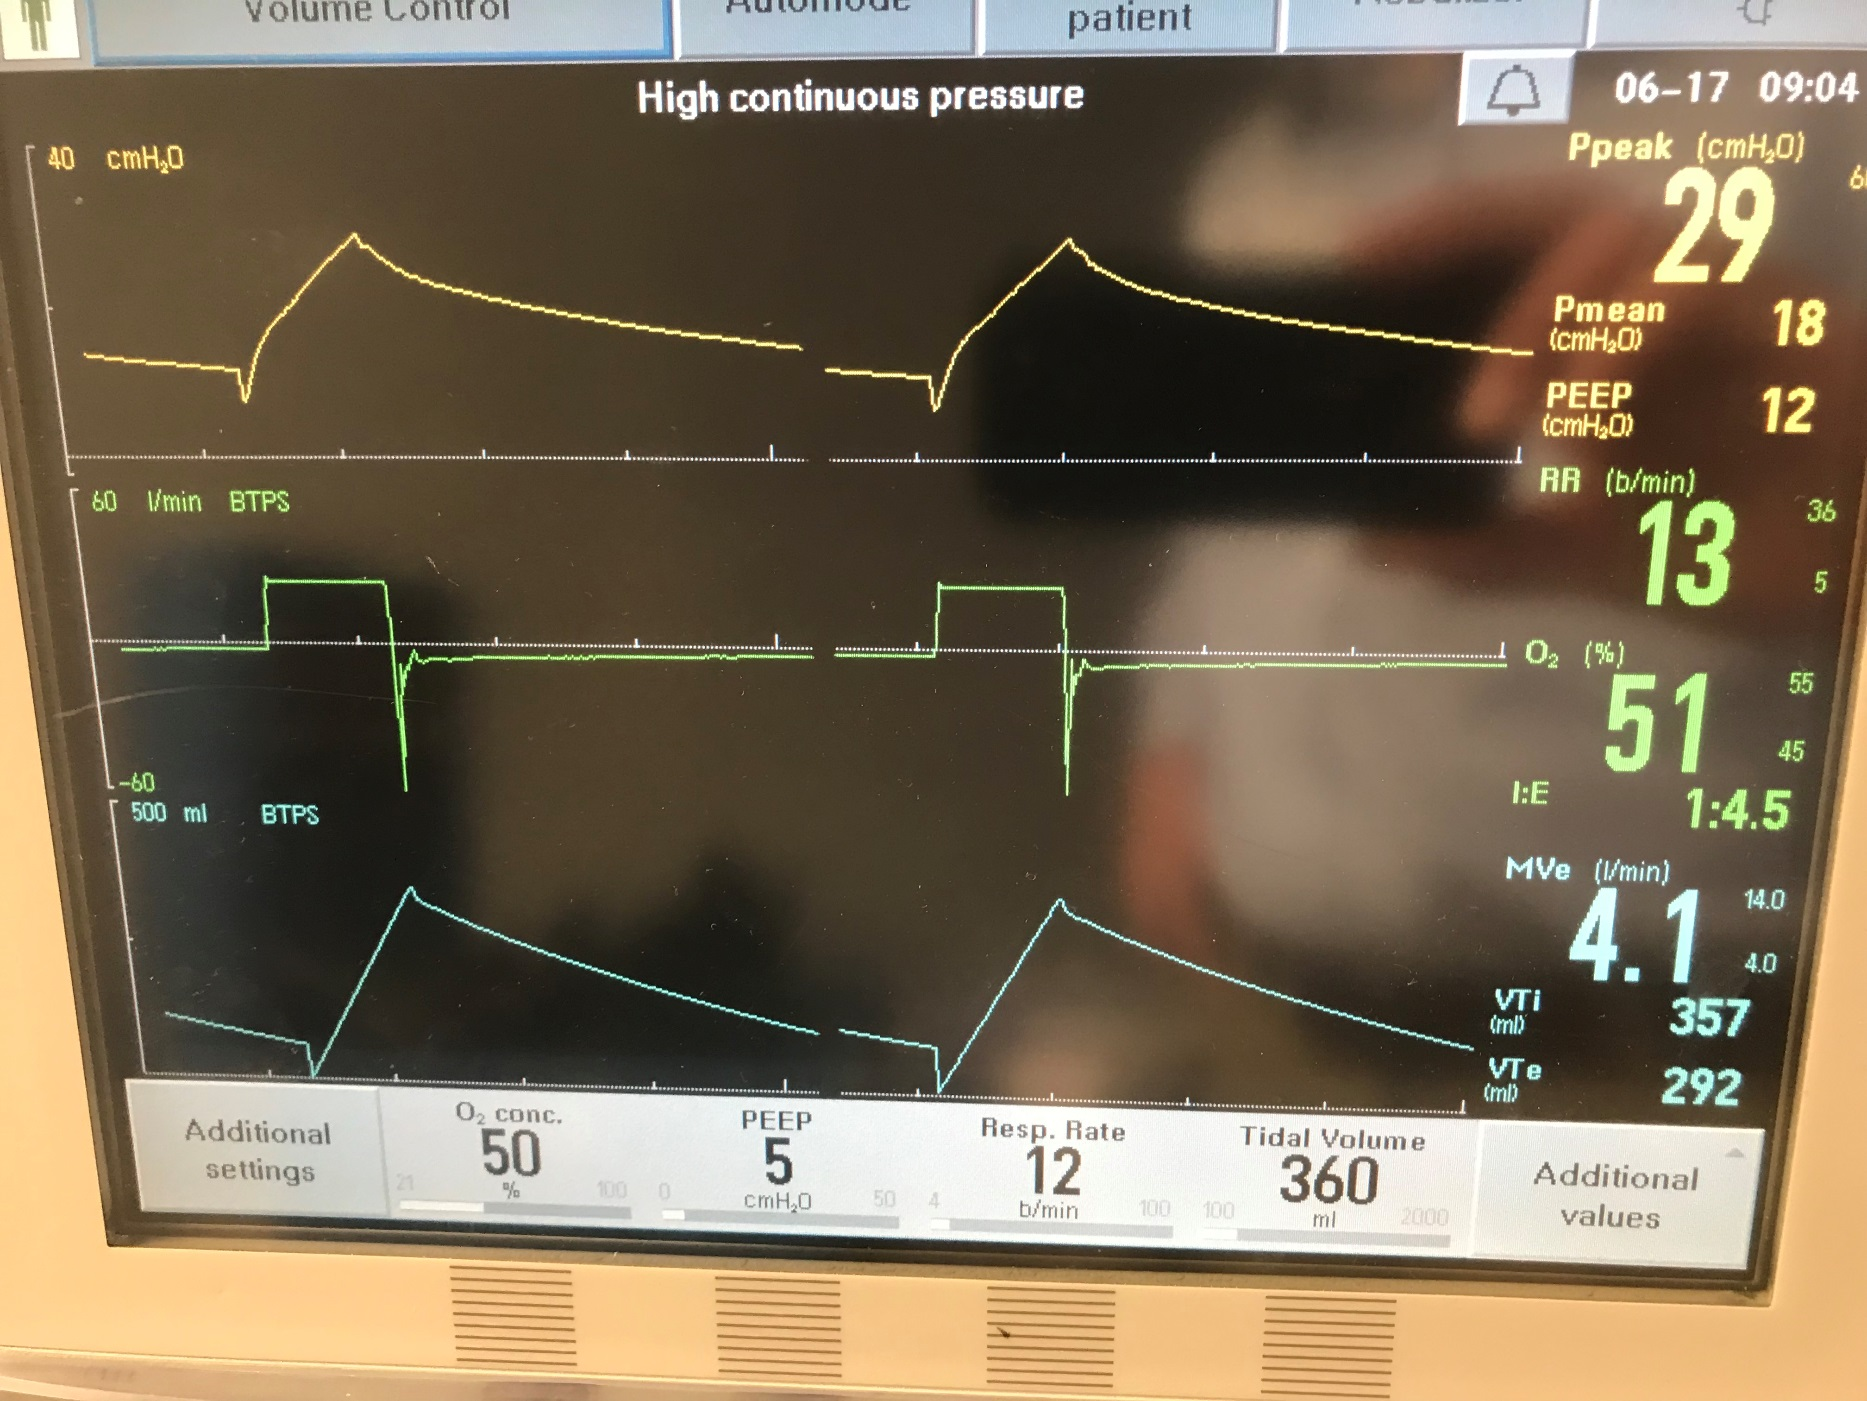 Volume Control
Automode
patient
High continuous pressure
06-17 09:04
40 cmH₂O
Ppeak (cmH₂O)
29
Pmean
(cmH₂O)
18
PEEP
(cmH₂O)
12
60 l/min BTPS
-60
RR (b/min)
13
36
5
O₂ (%)
51
55
45
I:E
1:4.5
500 ml BTPS
MVe (l/min)
4.1
14.0
4.0
VTi
(ml)
357
VTe
(ml)
292
Additional
settings
O₂ conc.
50
%
21
100
PEEP
5
cmH₂O
0
50
Resp. Rate
12
b/min
4
100
Tidal Volume
360
ml
100
2000
Additional
values